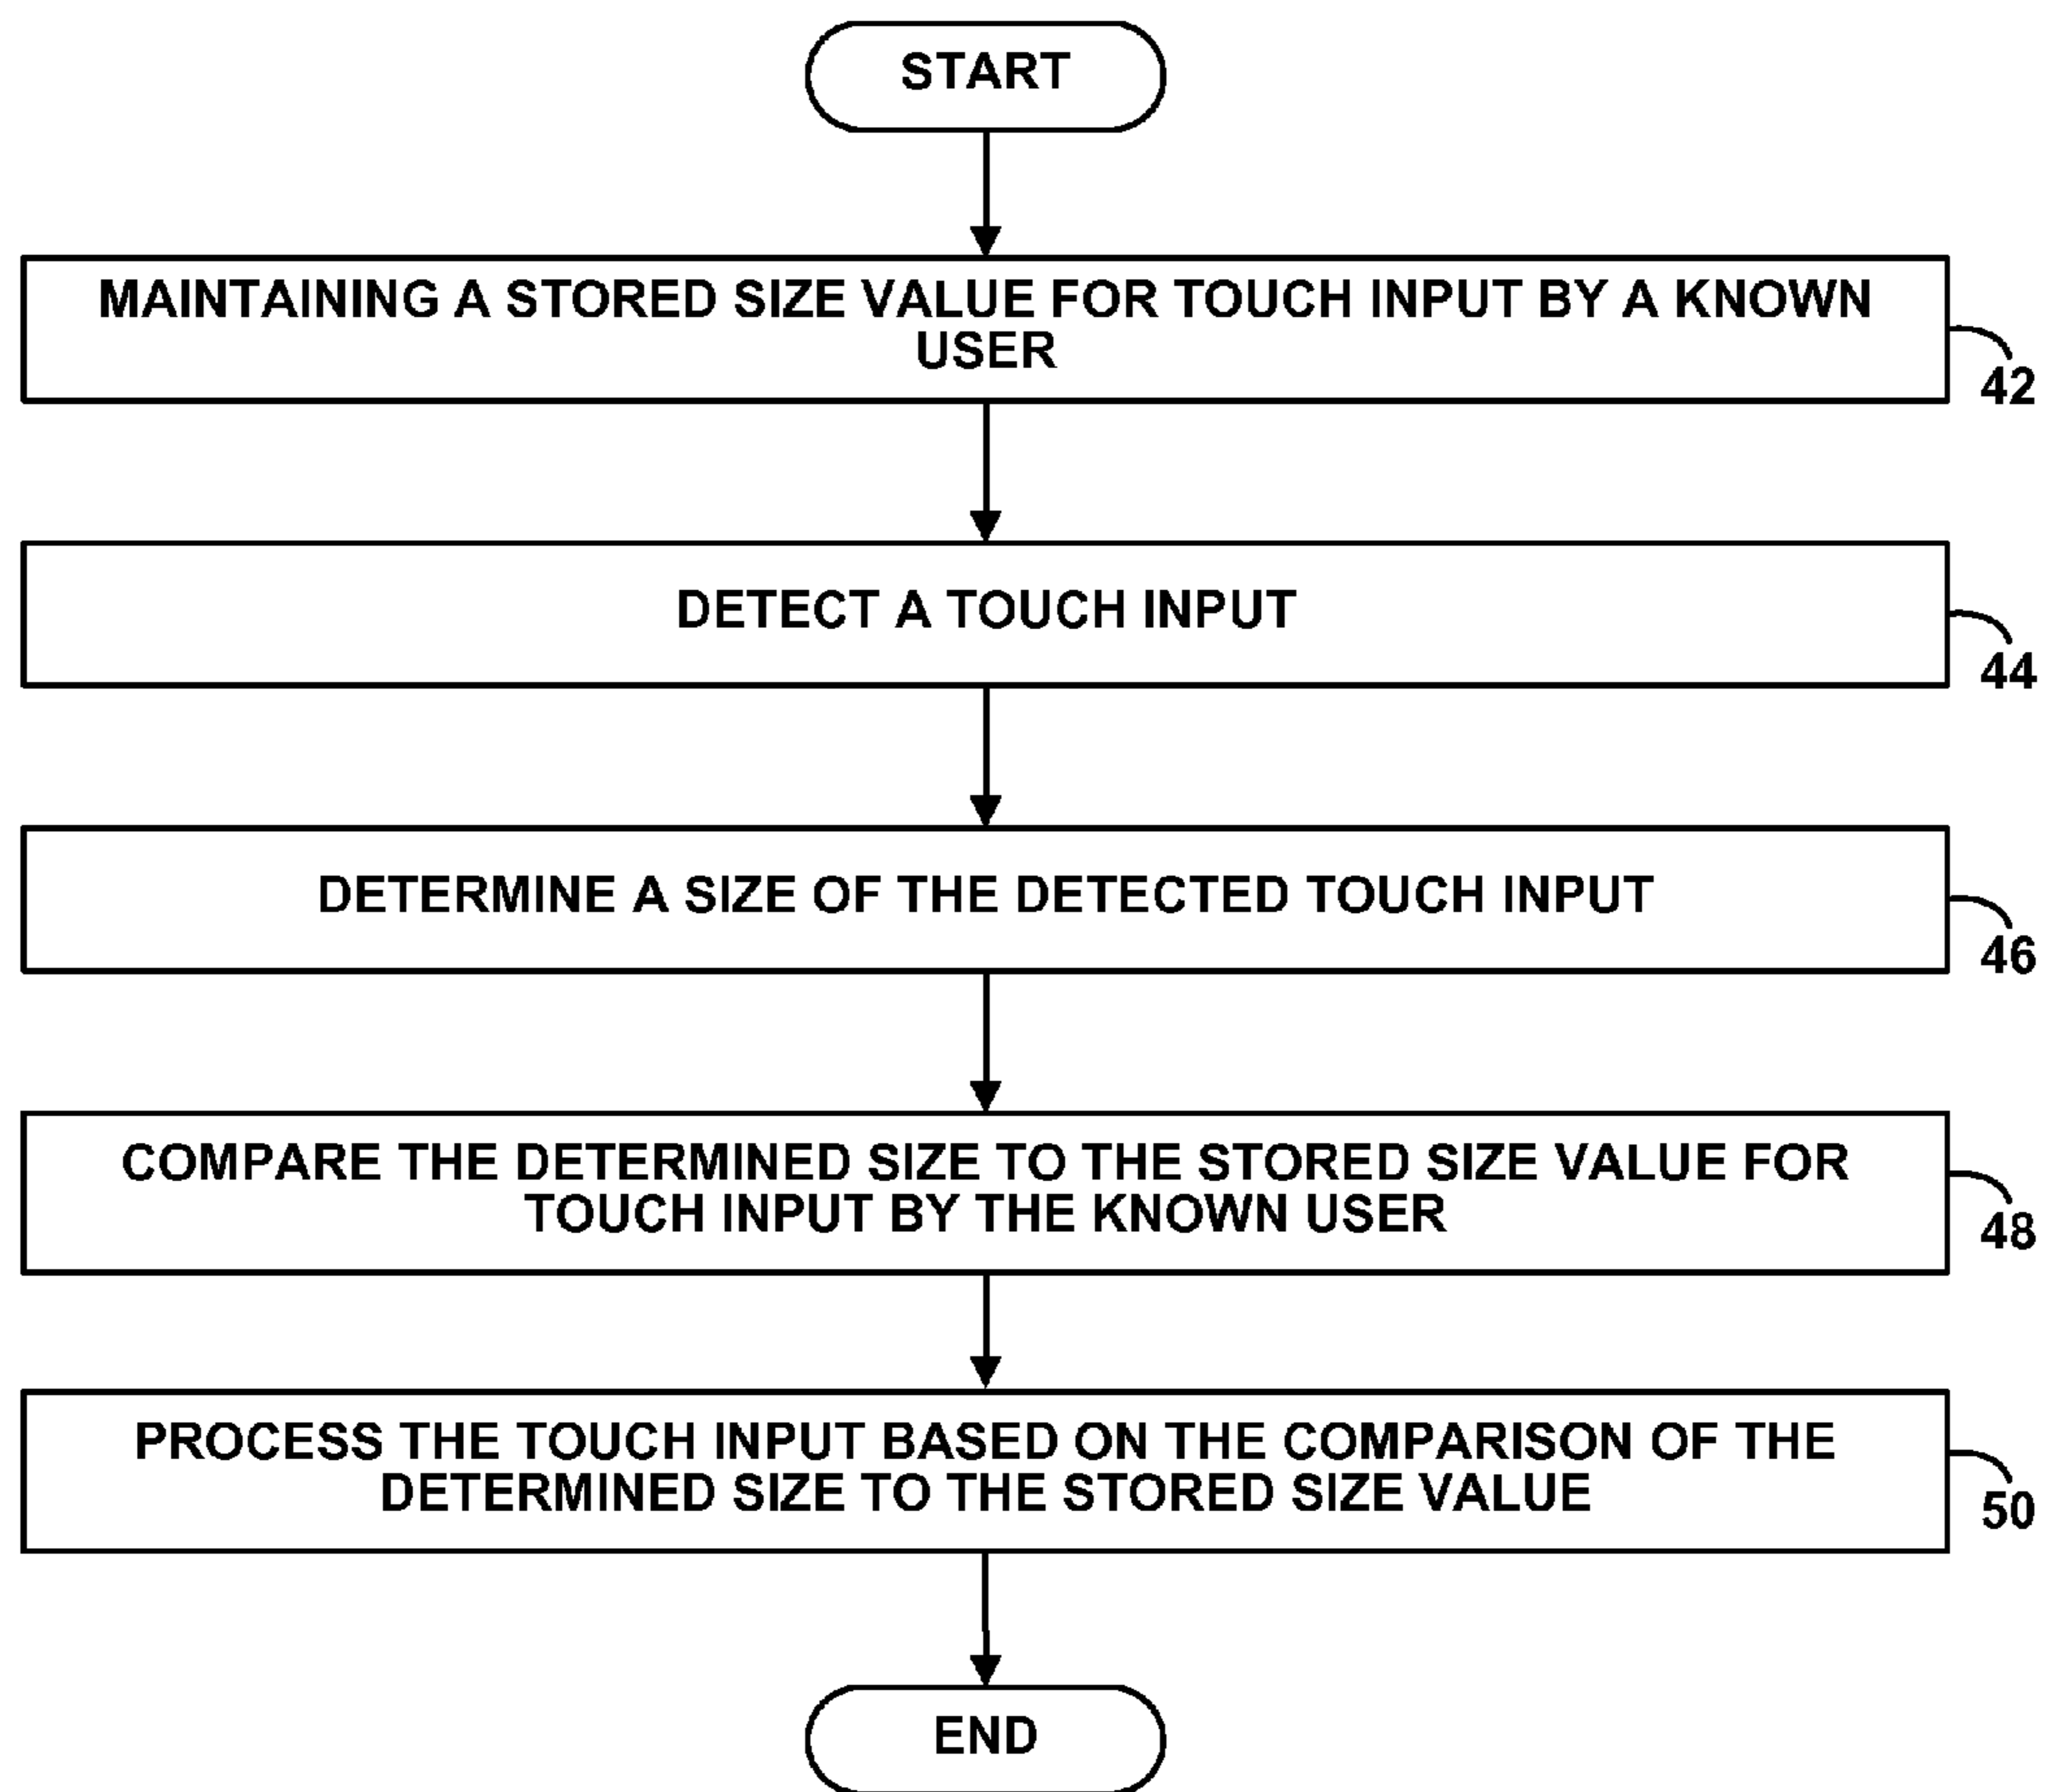 START
MAINTAINING A STORED SIZE VALUE FOR TOUCH INPUT BY A KNOWN
USER
42
DETECT A TOUCH INPUT
44
DETERMINE A SIZE OF THE DETECTED TOUCH INPUT
46
COMPARE THE DETERMINED SIZE TO THE STORED SIZE VALUE FOR
TOUCH INPUT BY THE KNOWN USER
48
PROCESS THE TOUCH INPUT BASED ON THE COMPARISON OF THE
DETERMINED SIZE TO THE STORED SIZE VALUE
50
END